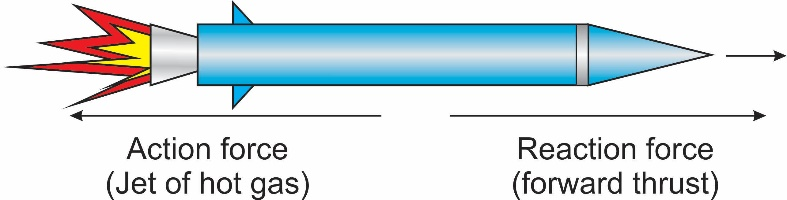 Action force
(Jet of hot gas)
Reaction force
(forward thrust)